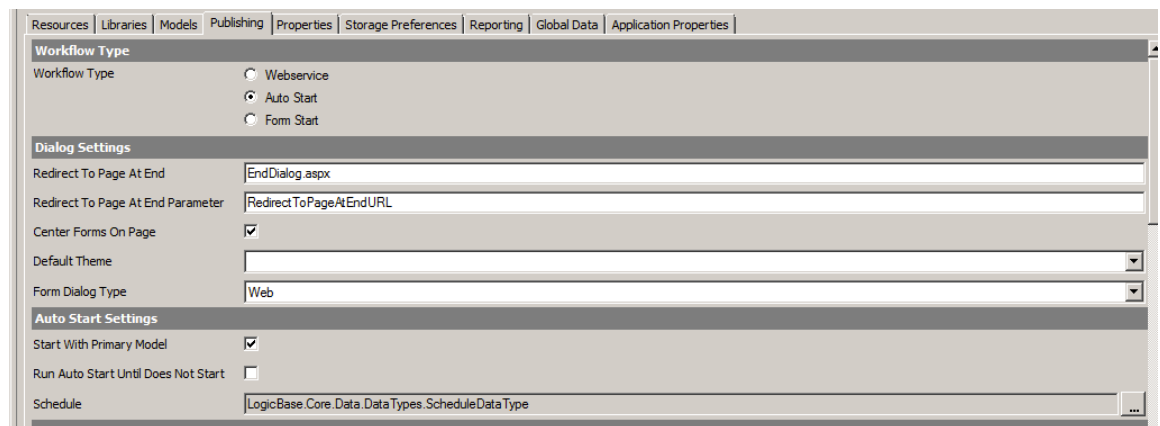 Resources Libraries Models Publishing Properties Storage Preferences Reporting Global Data Application Properties
Workflow Type
Workflow Type Webservice
Auto Start
Form Start
Dialog Settings
Redirect To Page At End EndDialog.aspx
Redirect To Page At End Parameter RedirectToPageAtEndURL
Center Forms On Page
Default Theme
Form Dialog Type Web
Auto Start Settings
Start With Primary Model
Run Auto Start Until Does Not Start
Schedule LogicBase.Core.Data.DataTypes.ScheduleDataType ...